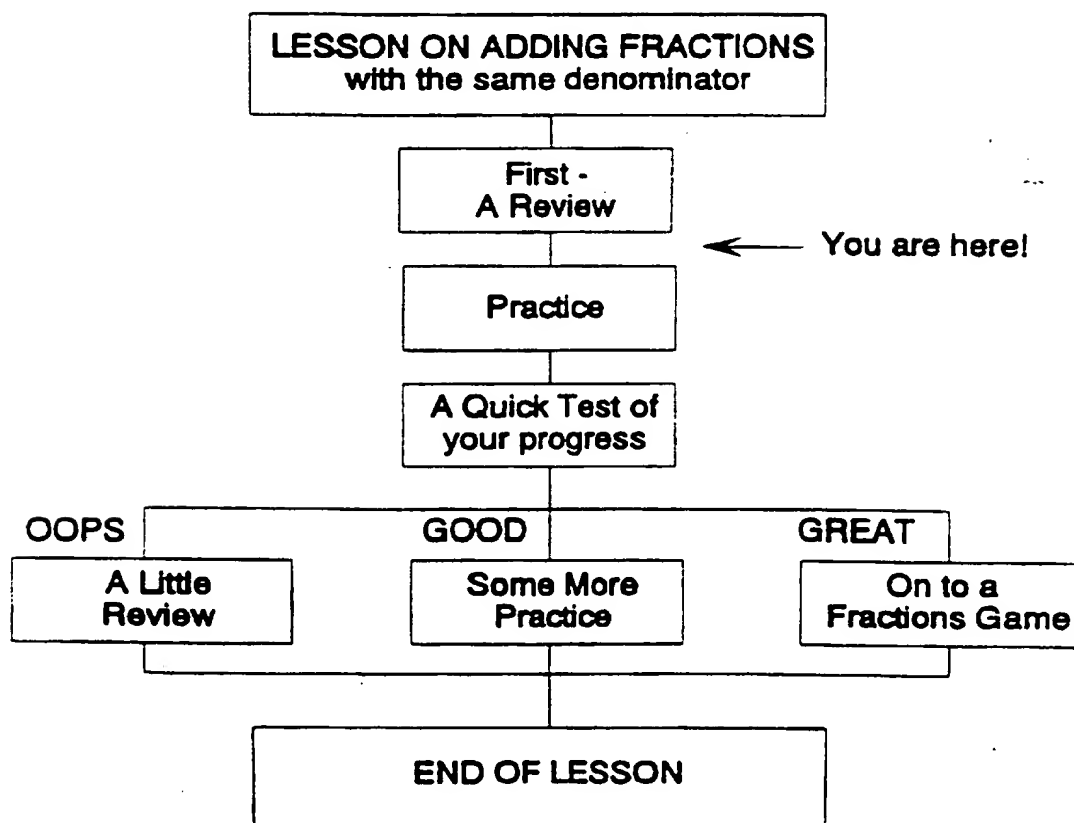 LESSON ON ADDING FRACTIONS
with the same denominator
First -
A Review
You are here!
Practice
A Quick Test of
your progress
OOPS
GOOD
GREAT
A Little
Review
Some More
Practice
On to a
Fractions Game
END OF LESSON